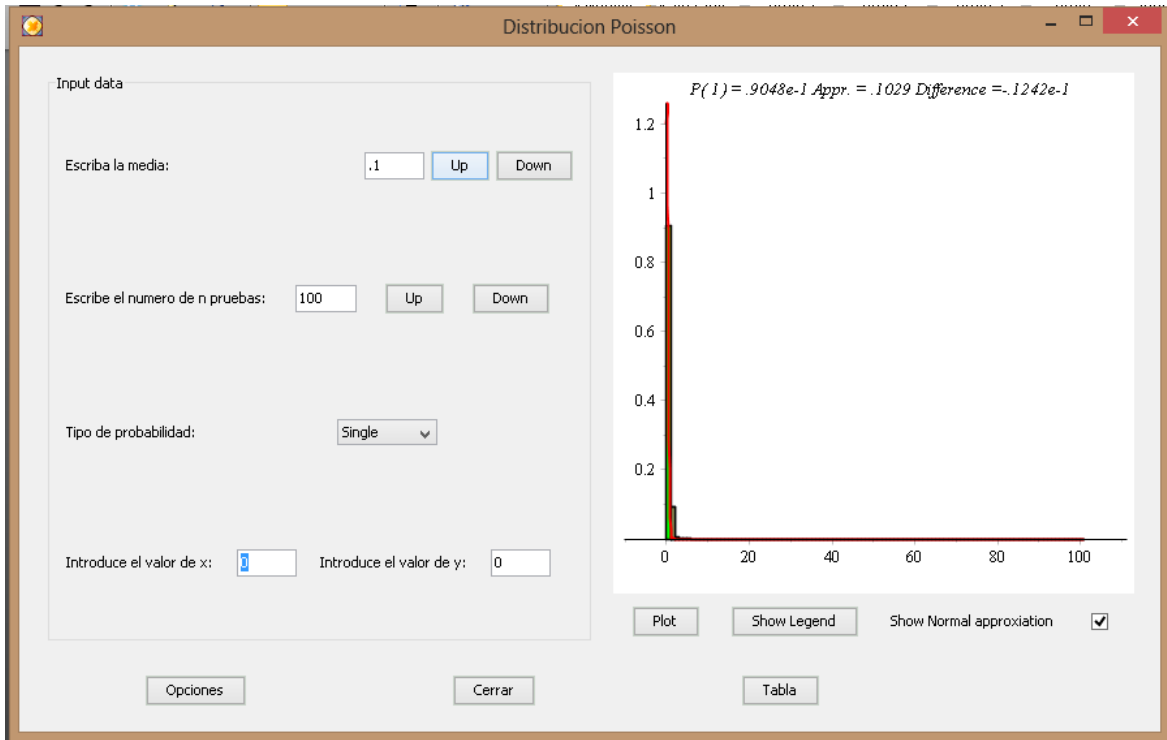 Distribucion Poisson
Input data
P( 1 ) = .9048e-1 Appr. = .1029 Difference =-.1242e-1
Escriba la media: .1 Up Down
Escribe el numero de n pruebas: 100 Up Down
Tipo de probabilidad: Single
Introduce el valor de x: 0 Introduce el valor de y: 0
1.2
1
0.8
0.6
0.4
0.2
0 20 40 60 80 100
Plot Show Legend Show Normal approxiation
Opciones Cerrar Tabla